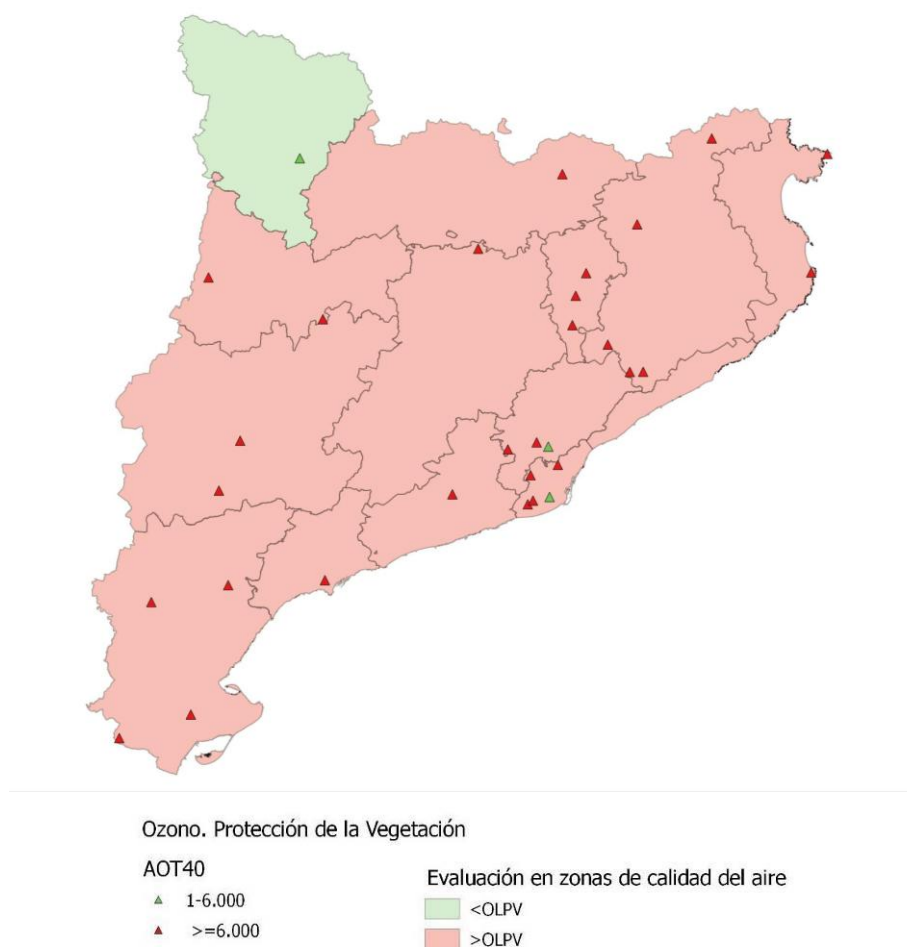 Ozono. Protección de la Vegetación
AOT40
1-6.000
>=6.000
Evaluación en zonas de calidad del aire
<OLPV
>OLPV